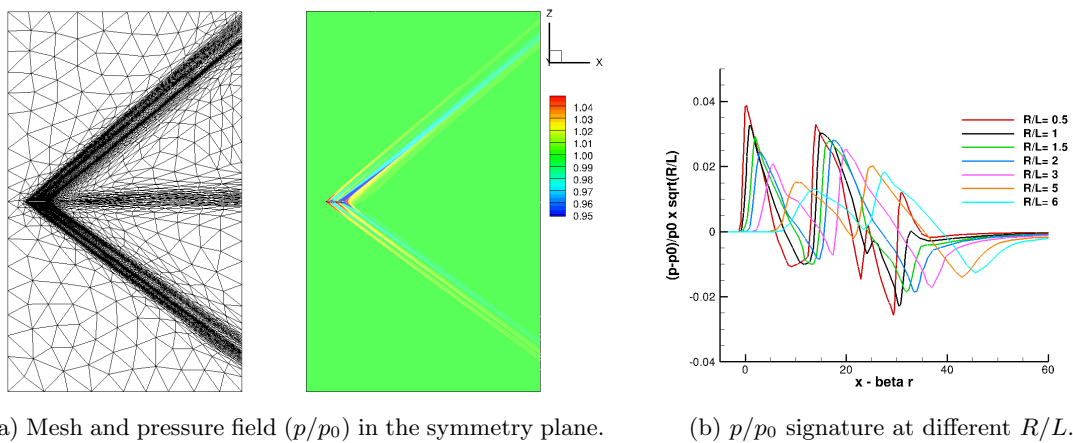 Z
Y
X
1.04
1.03
1.02
1.01
1.00
0.99
0.98
0.97
0.96
0.95
(p-p0)/p0 x sqrt(R/L)
0.04
0.02
0
-0.02
-0.04
0
20
40
60
x - beta r
R/L= 0.5
R/L= 1
R/L= 1.5
R/L= 2
R/L= 3
R/L= 5
R/L= 6
a) Mesh and pressure field (p/p₀) in the symmetry plane.
(b) p/p₀ signature at different R/L.